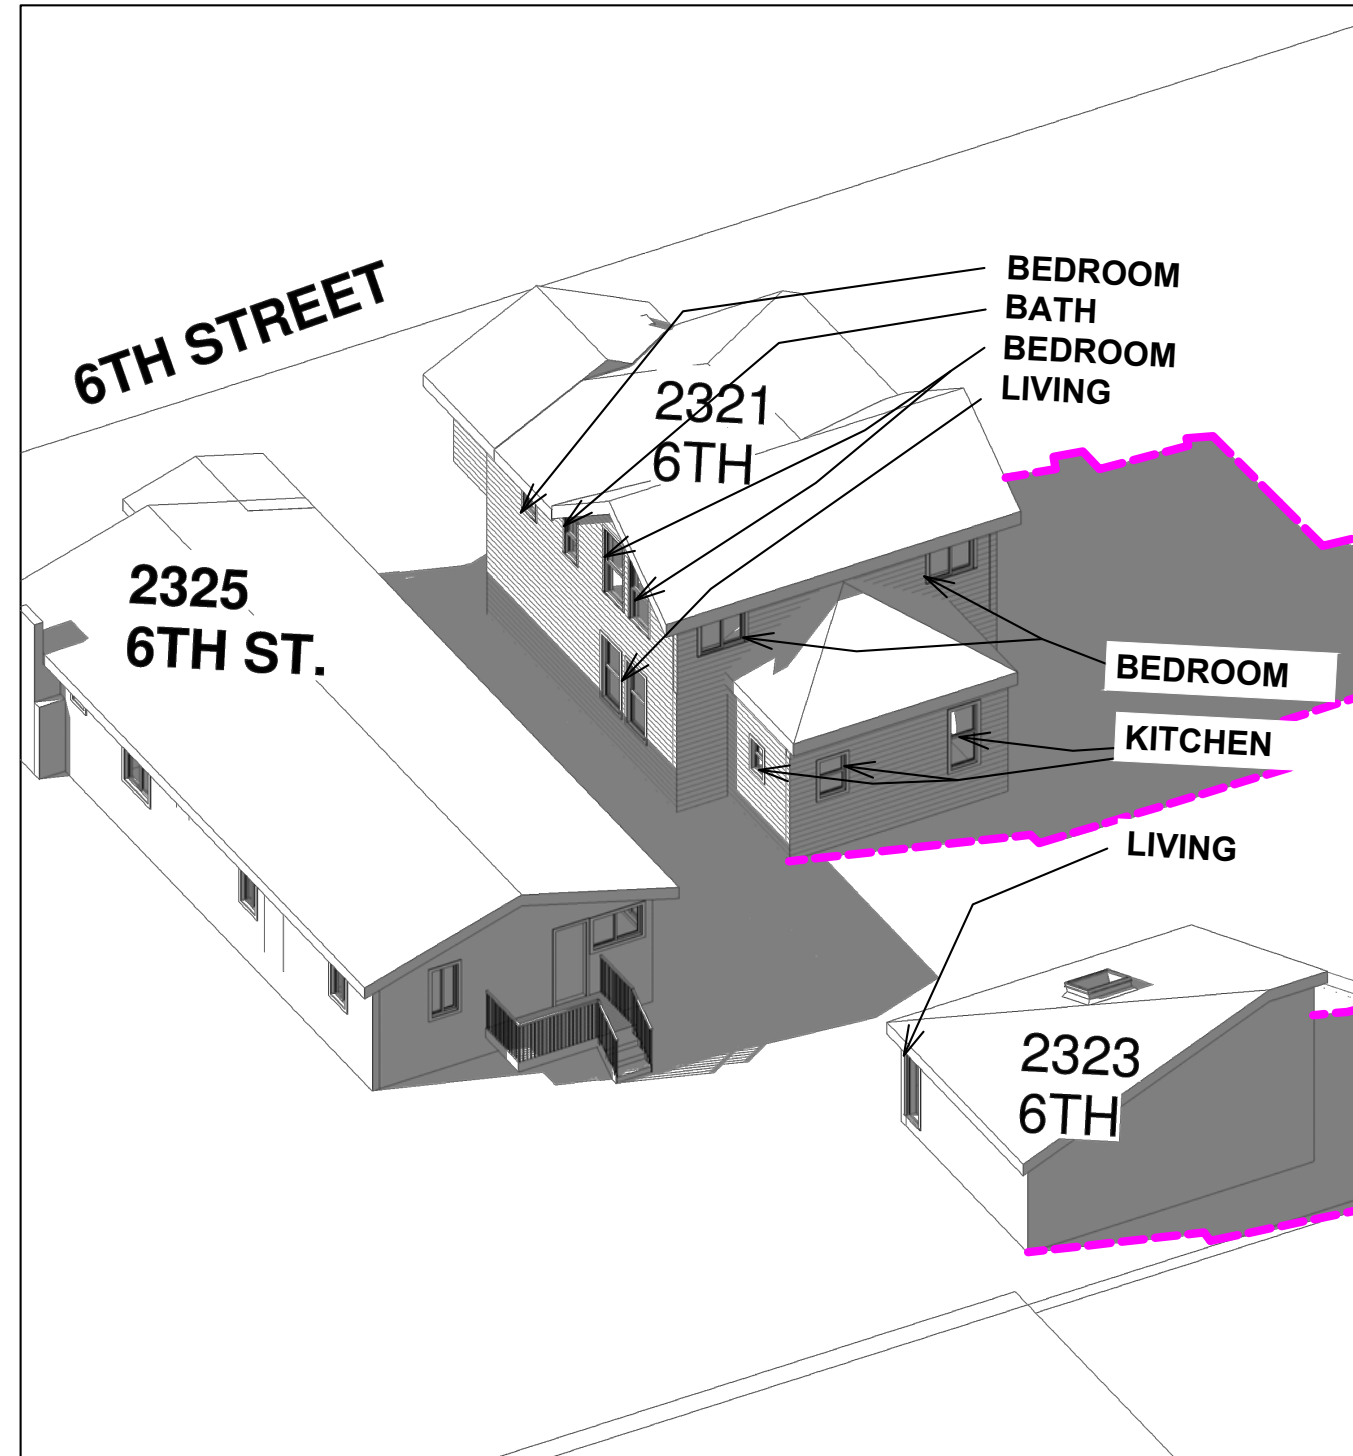 6TH STREET
BEDROOM
BATH
BEDROOM
LIVING
2321
6TH
2325
6TH ST.
BEDROOM
KITCHEN
LIVING
2323
6TH